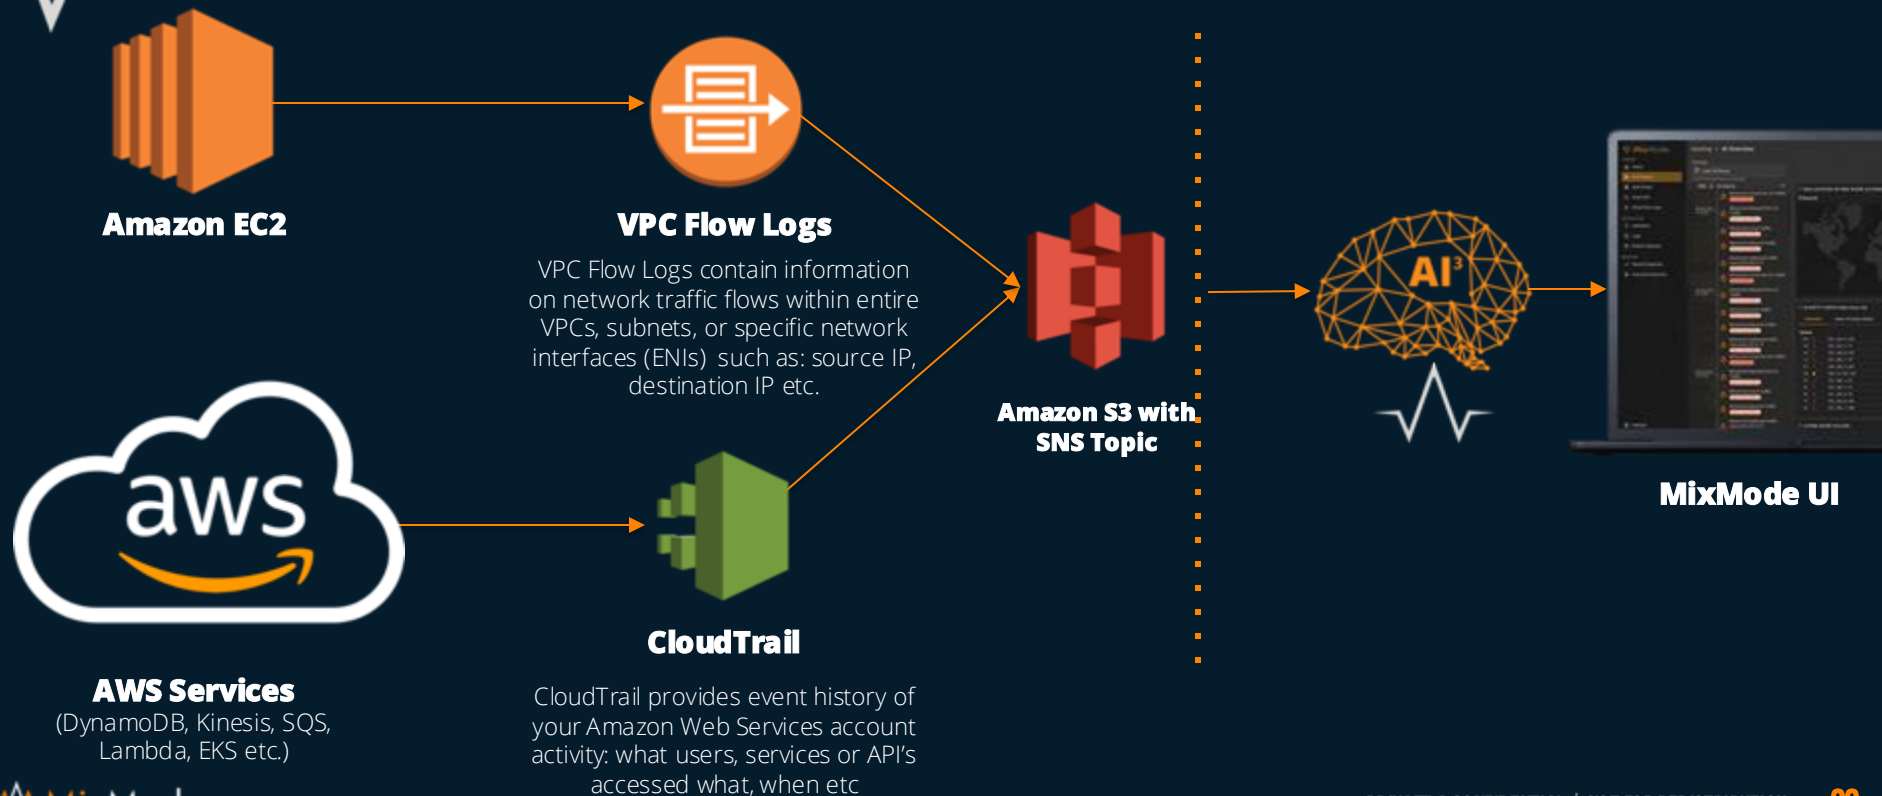 Amazon EC2
VPC Flow Logs
VPC Flow Logs contain information
on network traffic flows within entire
VPCs, subnets, or specific network
interfaces (ENIs) such as: source IP,
destination IP etc.
aws
AWS Services
(DynamoDB, Kinesis, SQS,
Lambda, EKS etc.)
CloudTrail
CloudTrail provides event history of
your Amazon Web Services account
activity: what users, services or API's
accessed what, when etc
Amazon S3 with
SNS Topic
AI³
MixMode UI